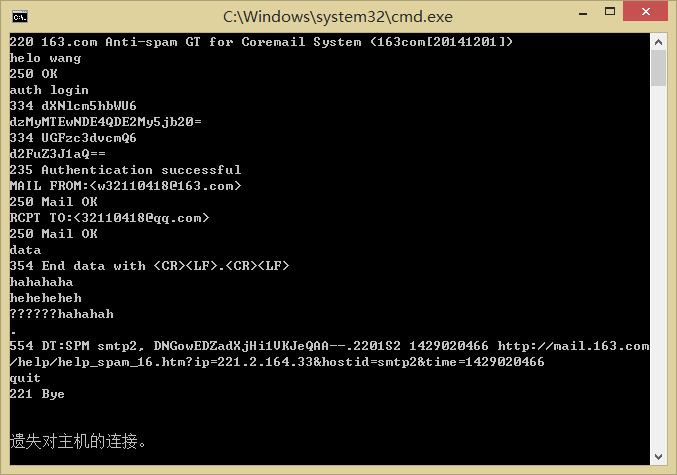 C:\Windows\system32\cmd.exe
220 163.com Anti-spam GT for Coremail System (163com[20141201])
helo wang
250 OK
auth login
334 dXNlcm5hbWU6
dzMyMTEwNDE4QDE2My5jb20=
334 UGFzc3dvcmQ6
d2FuZ3J1aQ==
235 Authentication successful
MAIL FROM:<w32110418@163.com>
250 Mail OK
RCPT TO:<32110418@qq.com>
250 Mail OK
data
354 End data with <CR><LF>.<CR><LF>
hahahaha
heheheheh
??????hahahah
.
554 DT:SPM smtp2, DNGowEDZadXjHi1VKJeQAA--.2201S2 1429020466 http://mail.163.com
/help/help_spam_16.htm?ip=221.2.164.33&hostid=smtp2&time=1429020466
quit
221 Bye
遗失对主机的连接。